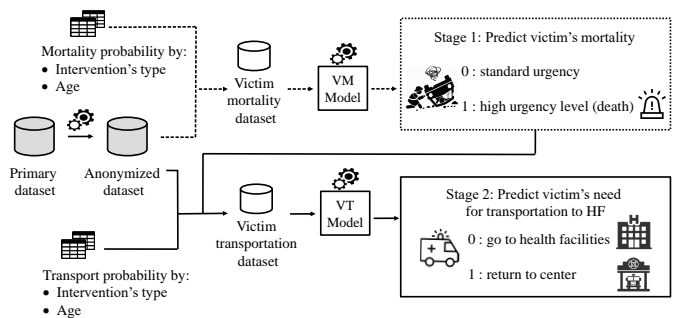 Mortality probability by:
• Intervention's type
• Age
Primary
dataset
Anonymized
dataset
Transport probability by:
• Intervention's type
• Age
Victim
mortality
dataset
VM
Model
Stage 1: Predict victim's mortality
0 : standard urgency
1 : high urgency level (death)
Victim
transportation
dataset
VT
Model
Stage 2: Predict victim's need
for transportation to HF
0 : go to health facilities
1 : return to center